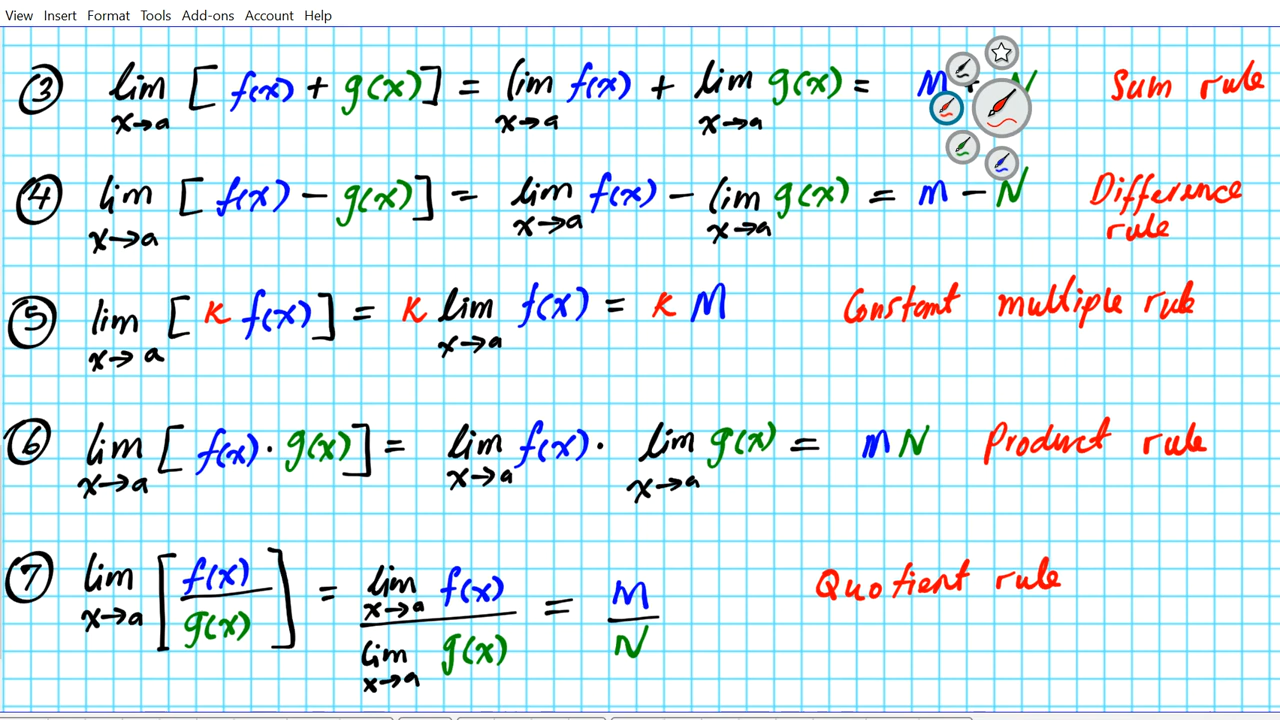 View Insert Format Tools Add-ons Account Help
③ lim x→a [f(x) + g(x)] = lim x→a f(x) + lim x→a g(x) = M N Sum rule
④ lim x→a [f(x) − g(x)] = lim x→a f(x) − lim x→a g(x) = M − N Difference rule
⑤ lim x→a [K f(x)] = K lim x→a f(x) = K M Constant multiple rule
⑥ lim x→a [f(x) · g(x)] = lim x→a f(x) · lim x→a g(x) = M N Product rule
⑦ lim x→a [f(x) / g(x)] = lim x→a f(x) / lim x→a g(x) = M / N Quotient rule